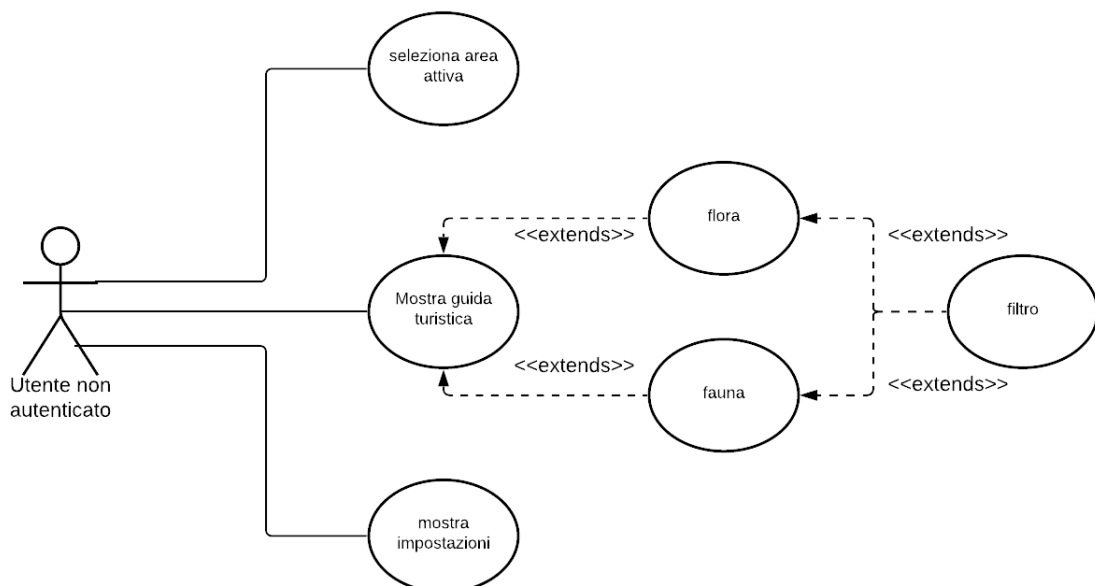 seleziona area
attiva
flora
<<extends>>
<<extends>>
Mostra guida
turistica
filtro
<<extends>>
<<extends>>
fauna
Utente non
autenticato
mostra
impostazioni